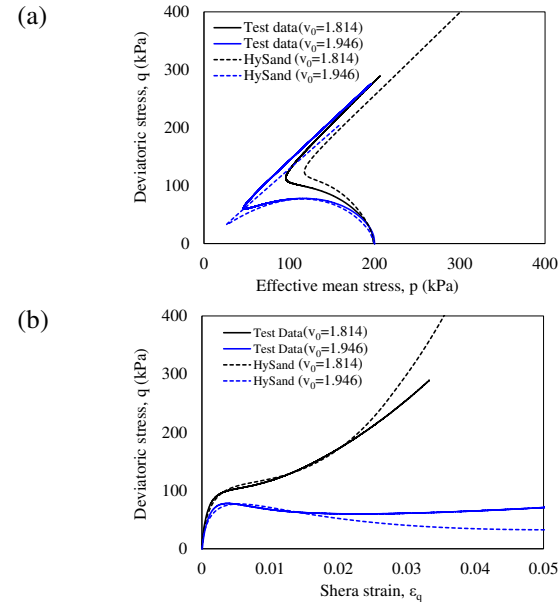 (a)
400
300
200
100
0
Deviatoric stress, q (kPa)
Test data(v₀=1.814)
Test data(v₀=1.946)
HySand (v₀=1.814)
HySand (v₀=1.946)
0 100 200 300 400
Effective mean stress, p (kPa)
(b)
400
300
200
100
0
Deviatoric stress, q (kPa)
Test Data(v₀=1.814)
Test Data(v₀=1.946)
HySand (v₀=1.814)
HySand (v₀=1.946)
0 0.01 0.02 0.03 0.04 0.05
Shera strain, ε_q